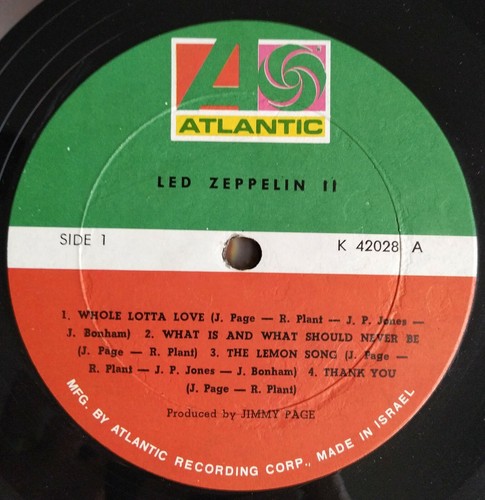 ATLANTIC
LED ZEPPELIN II
SIDE 1 K 42028 A
1. WHOLE LOTTA LOVE (J. Page — R. Plant — J. P. Jones —
J. Bonham) 2. WHAT IS AND WHAT SHOULD NEVER BE
(J. Page — R. Plant) 3. THE LEMON SONG (J. Page —
R. Plant — J. P. Jones — J. Bonham) 4. THANK YOU
(J. Page — R. Plant)
Produced by JIMMY PAGE
MFG. BY ATLANTIC RECORDING CORP., MADE IN ISRAEL